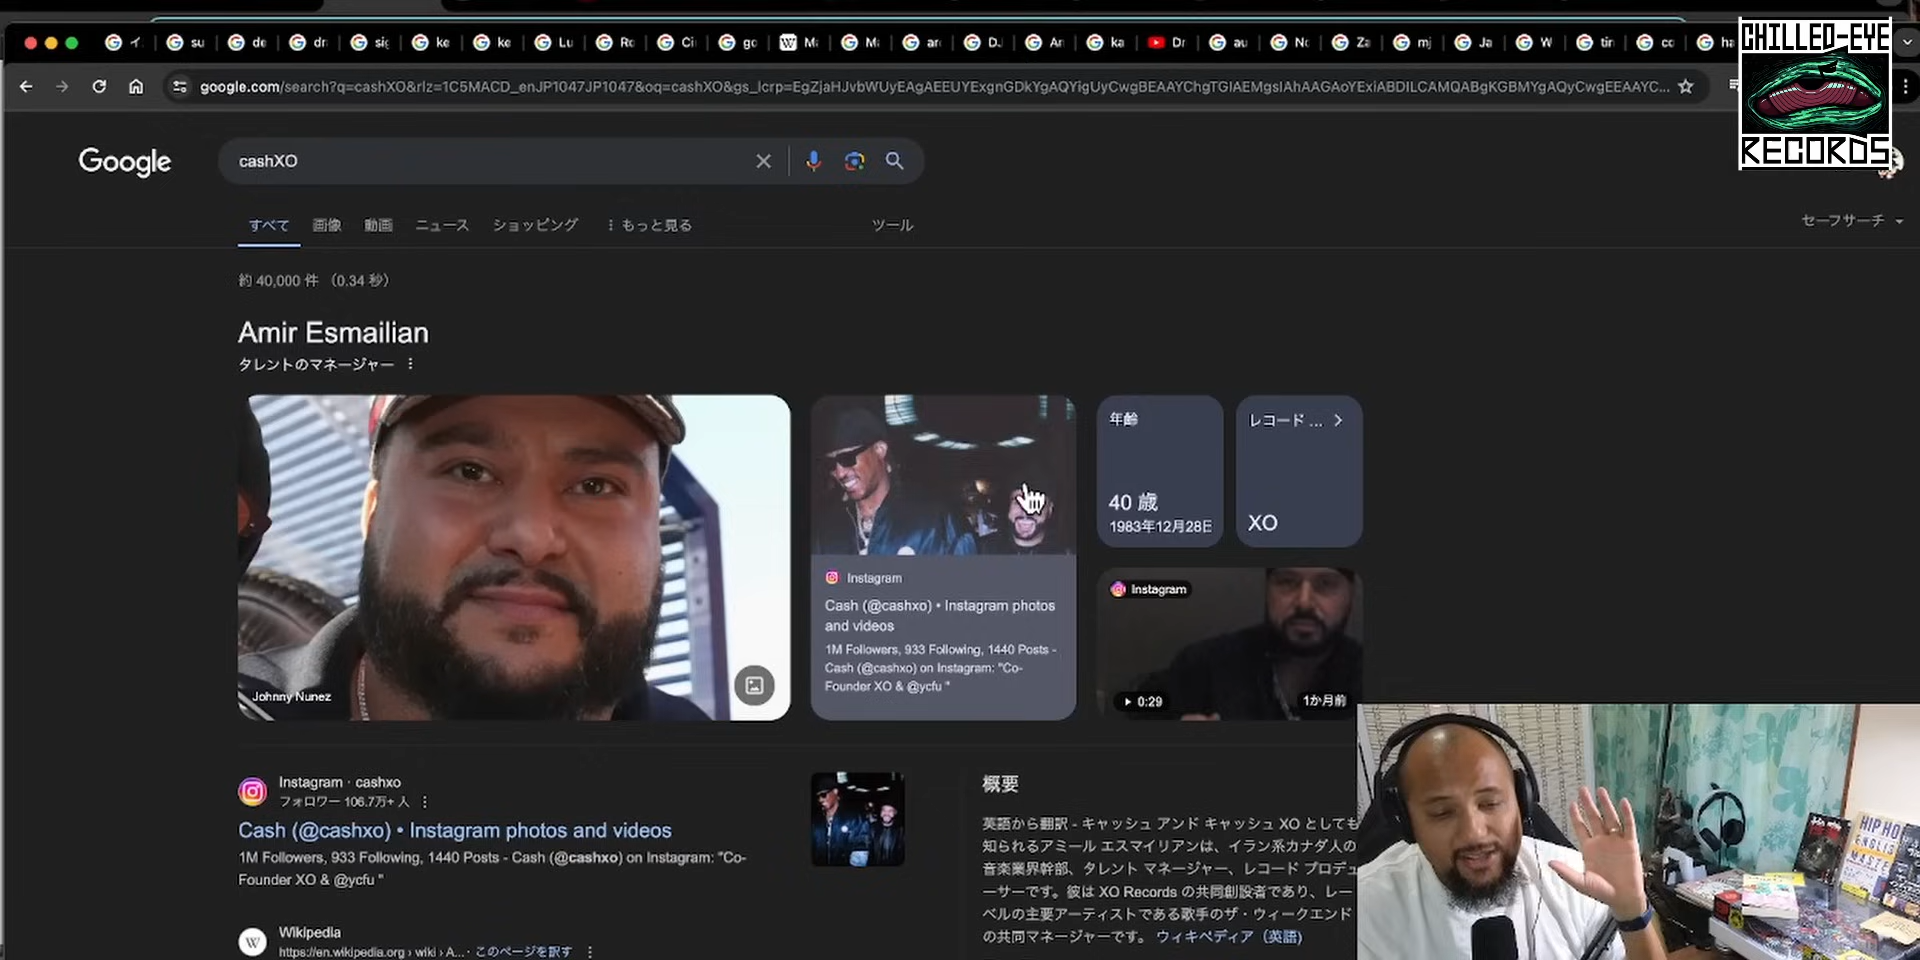 CHILLED-EYE
RECORDS
google.com/search?q=cashXO&rlz=1C5MACD_enJP1047JP1047&oq=cashXO&gs_lcrp=EgZjaHJvbWUyEAgAEEUYExgnGDkYgAQYigUyCwgBEAAYChgTGIAEMgsIAhAAGAoYExiABDILCAMQABgKGBMYgAQyCwgEEAAYC...
Google
cashXO
すべて 画像 動画 ニュース ショッピング もっと見る ツール
セーフサーチ
約 40,000 件 (0.34 秒)
Amir Esmailian
タレントのマネージャー
Johnny Nunez
Instagram
Cash (@cashxo) • Instagram photos
and videos
1M Followers, 933 Following, 1440 Posts -
Cash (@cashxo) on Instagram: "Co-
Founder XO & @ycfu "
年齢
40 歳
1983年12月28日
レコード ...
XO
Instagram
0:29
1か月前
Instagram · cashxo
フォロワー 106.7万+ 人
Cash (@cashxo) • Instagram photos and videos
1M Followers, 933 Following, 1440 Posts - Cash (@cashxo) on Instagram: "Co-
Founder XO & @ycfu "
Wikipedia
https://en.wikipedia.org › wiki › A... · このページを訳す
概要
英語から翻訳 - キャッシュ アンド キャッシュ XO としても
知られるアミール エスマイリアンは、イラン系カナダ人の
音楽業界幹部、タレント マネージャー、レコード プロデュ
ーサーです。彼は XO Records の共同創設者であり、レー
ベルの主要アーティストである歌手のザ・ウィークエンド
の共同マネージャーです。 ウィキペディア（英語）
HIP HO
ENGLIS
MASTE